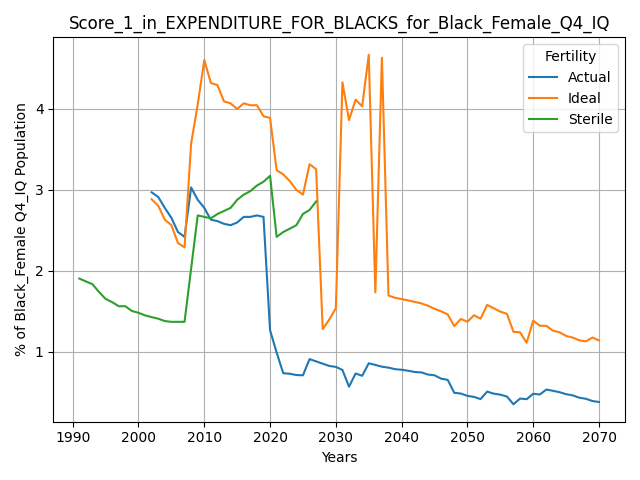 Score_1_in_EXPENDITURE_FOR_BLACKS_for_Black_Female_Q4_IQ
Fertility
Actual
Ideal
Sterile
% of Black_Female Q4_IQ Population
4
3
2
1
1990 2000 2010 2020 2030 2040 2050 2060 2070
Years